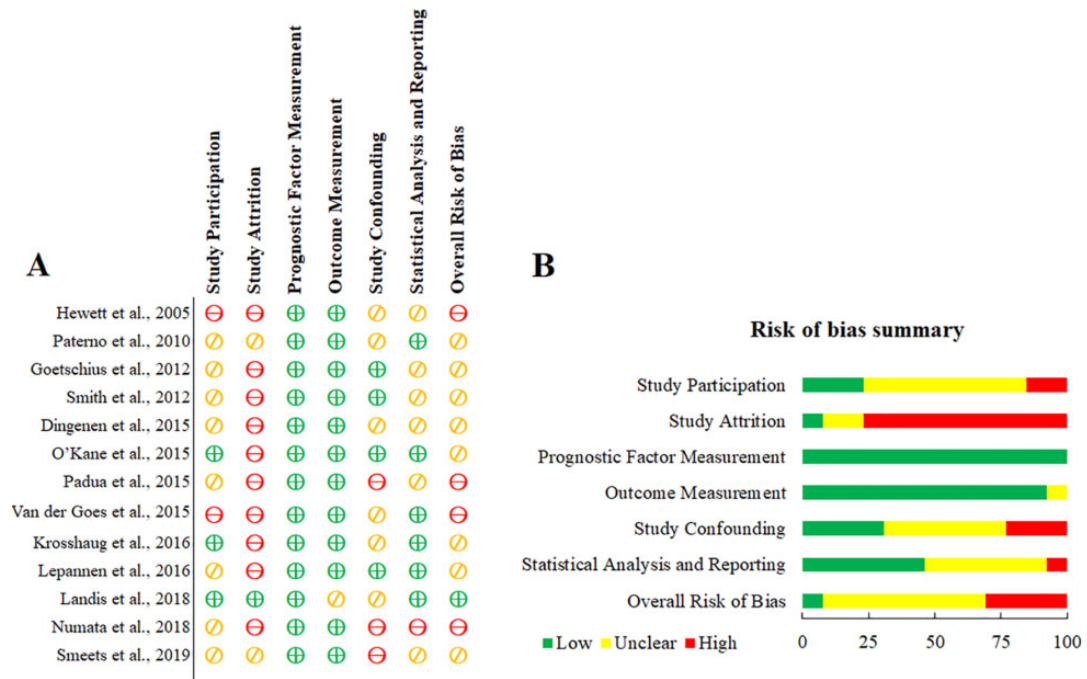 Study Participation
Study Attrition
Prognostic Factor Measurement
Outcome Measurement
Study Confounding
Statistical Analysis and Reporting
Overall Risk of Bias
A
Hewett et al., 2005
Paterno et al., 2010
Goetschius et al., 2012
Smith et al., 2012
Dingenen et al., 2015
O'Kane et al., 2015
Padua et al., 2015
Van der Goes et al., 2015
Krosshaug et al., 2016
Lepannen et al., 2016
Landis et al., 2018
Numata et al., 2018
Smeets et al., 2019
B
Risk of bias summary
Study Participation
Study Attrition
Prognostic Factor Measurement
Outcome Measurement
Study Confounding
Statistical Analysis and Reporting
Overall Risk of Bias
Low Unclear High
0 25 50 75 100